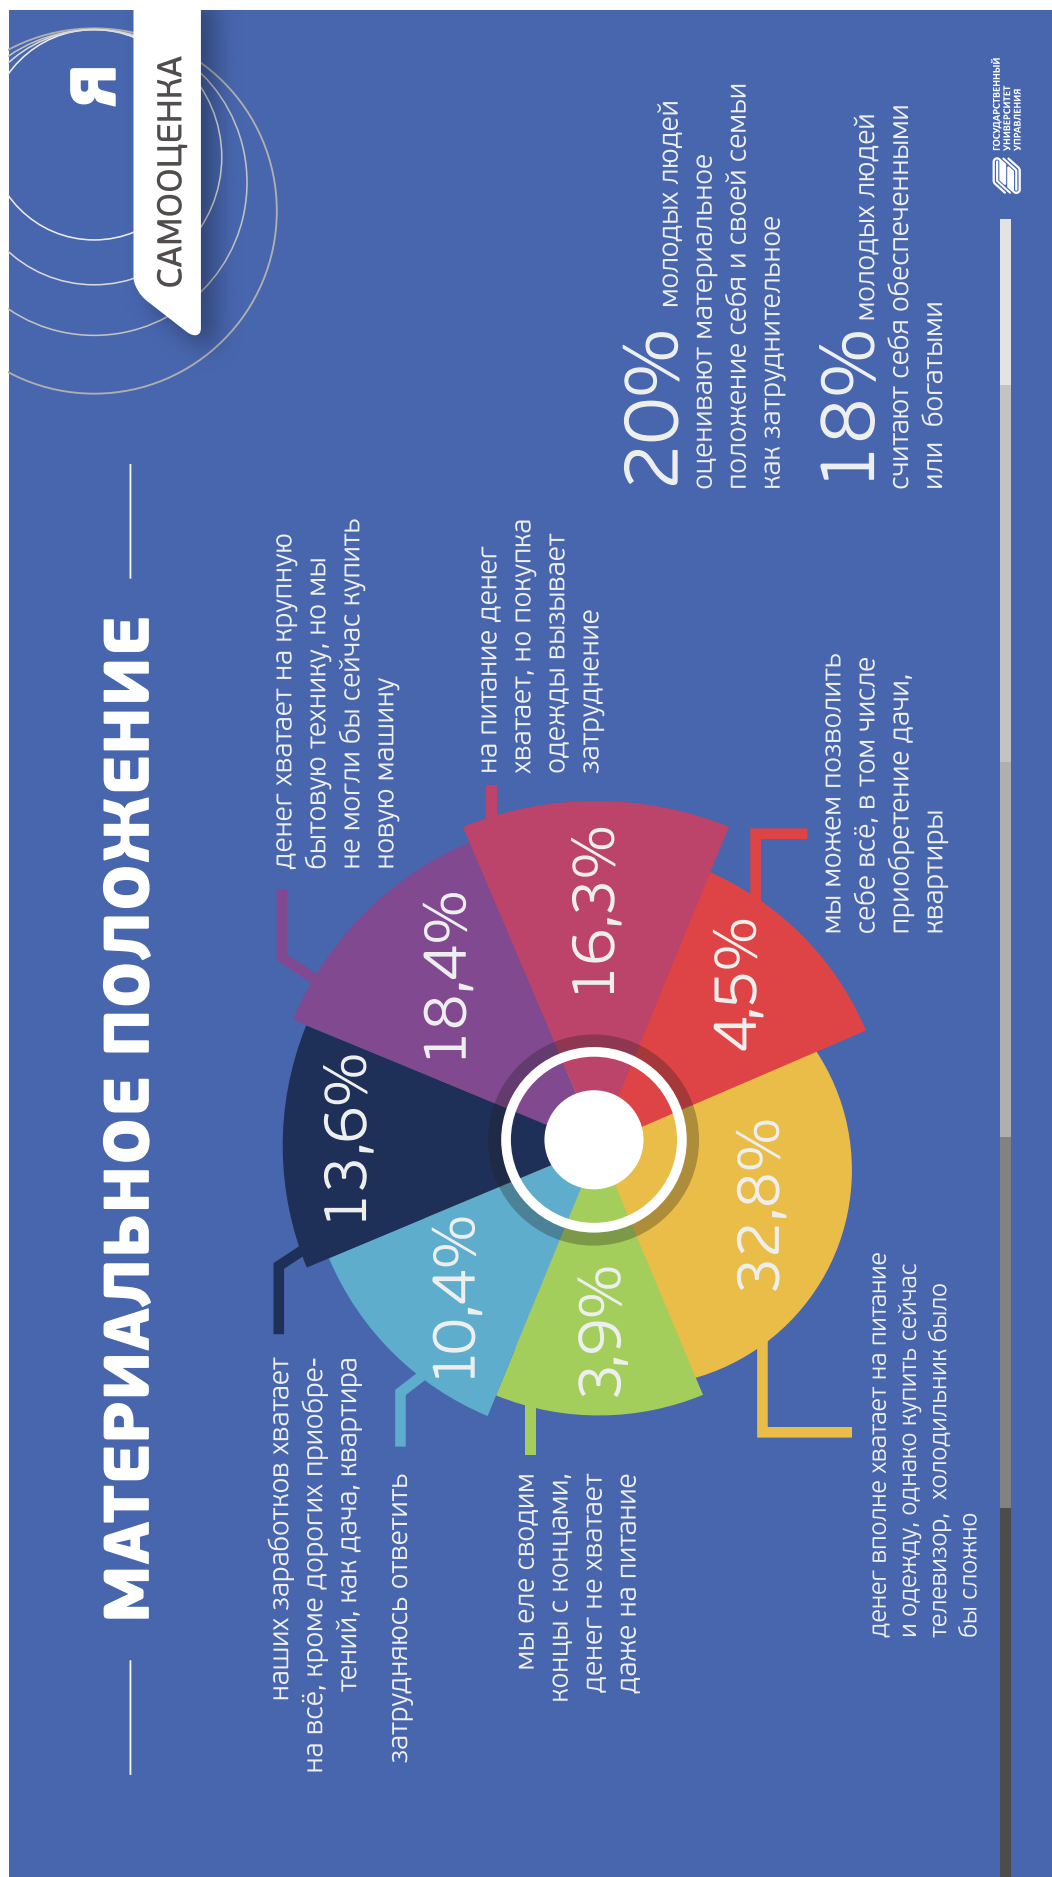 МАТЕРИАЛЬНОЕ ПОЛОЖЕНИЕ
Я
САМООЦЕНКА
наших заработков хватает
на всё, кроме дорогих приобре-
тений, как дача, квартира
13,6%
денег хватает на крупную
бытовую технику, но мы
не могли бы сейчас купить
новую машину
18,4%
затрудняюсь ответить
10,4%
на питание денег
хватает, но покупка
одежды вызывает
затруднение
16,3%
мы еле сводим
концы с концами,
денег не хватает
даже на питание
3,9%
4,5%
мы можем позволить
себе всё, в том числе
приобретение дачи,
квартиры
32,8%
денег вполне хватает на питание
и одежду, однако купить сейчас
телевизор, холодильник было
бы сложно
20% молодых людей
оценивают материальное
положение себя и своей семьи
как затруднительное
18% молодых людей
считают себя обеспеченными
или богатыми
ГОСУДАРСТВЕННЫЙ
УНИВЕРСИТЕТ
УПРАВЛЕНИЯ